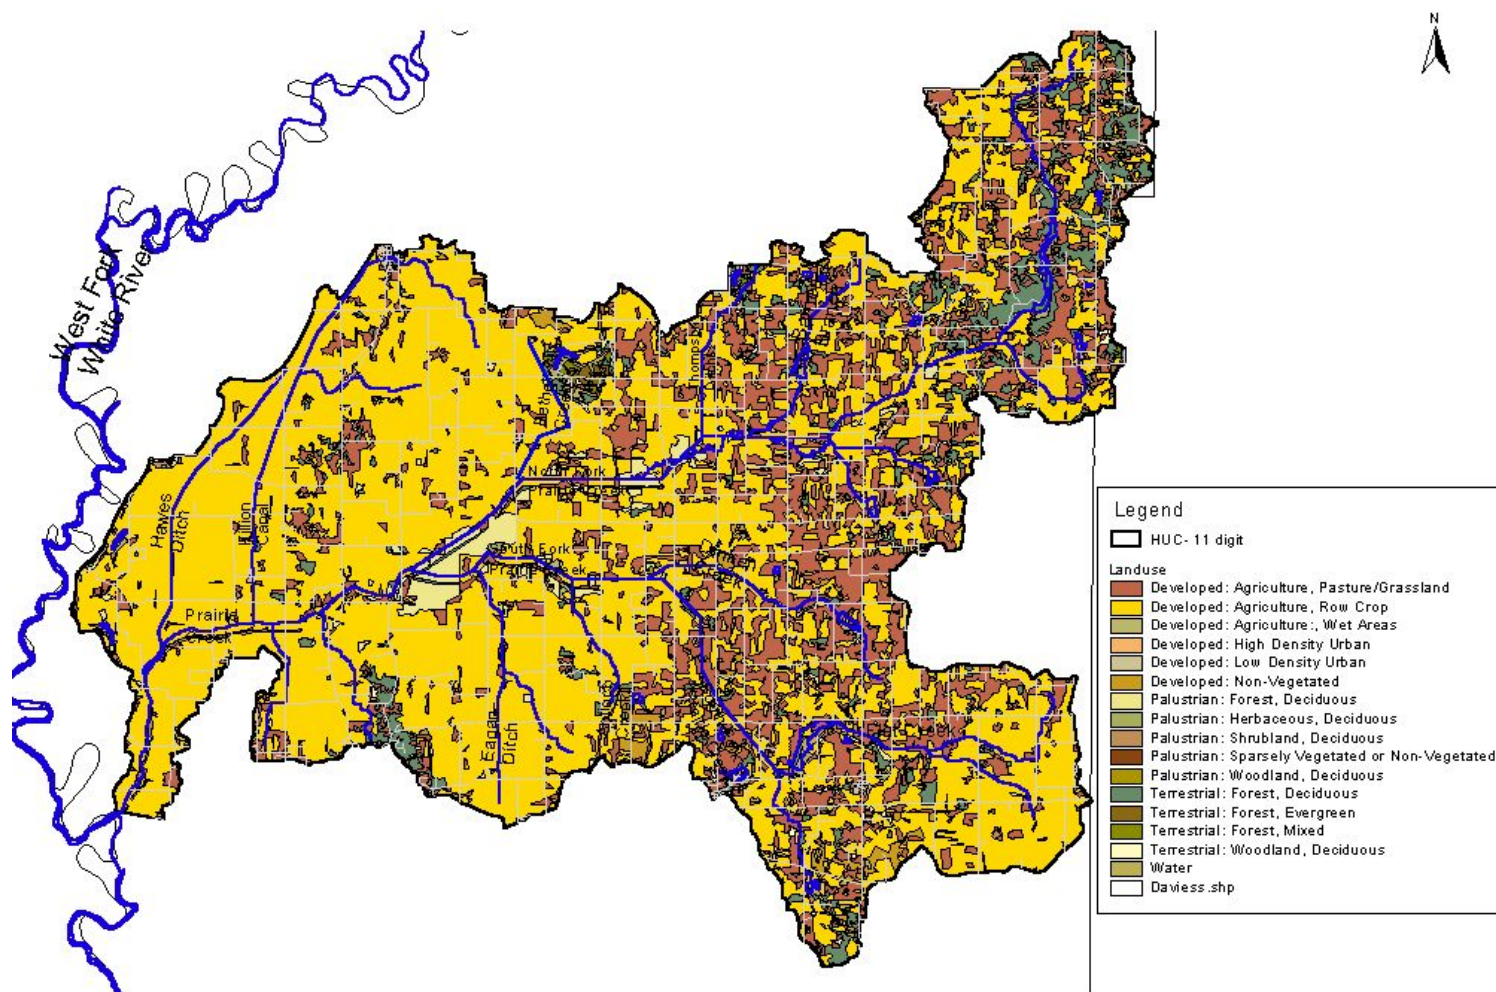 N
West Fork
White River
Hawes
Ditch
Canal
North Fork
Prairie Creek
South Fork
Prairie Creek
Prairie
Creek
Eagan
Ditch
Creek
Legend
HUC- 11 digit
Landuse
Developed: Agriculture, Pasture/Grassland
Developed: Agriculture, Row Crop
Developed: Agriculture:, Wet Areas
Developed: High Density Urban
Developed: Low Density Urban
Developed: Non-Vegetated
Palustrian: Forest, Deciduous
Palustrian: Herbaceous, Deciduous
Palustrian: Shrubland, Deciduous
Palustrian: Sparsely Vegetated or Non-Vegetated
Palustrian: Woodland, Deciduous
Terrestrial: Forest, Deciduous
Terrestrial: Forest, Evergreen
Terrestrial: Forest, Mixed
Terrestrial: Woodland, Deciduous
Water
Daviess.shp